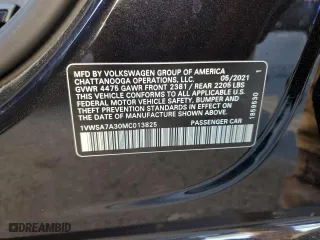 MFD BY VOLKSWAGEN GROUP OF AMERICA
CHATTANOOGA OPERATIONS, LLC. 05/2021
GVWR 4475 GAWR FRONT 2381 / REAR 2205 LBS
THIS VEHICLE CONFORMS TO ALL APPLICABLE
FEDERAL MOTOR VEHICLE SAFETY, BUMPER AND
THEFT PREVENTION STANDARDS IN EFFECT ON
THE DATE OF MANUFACTURE SHOWN ABOVE.
1VWSA7A30MC013825 PASSENGER CAR
1